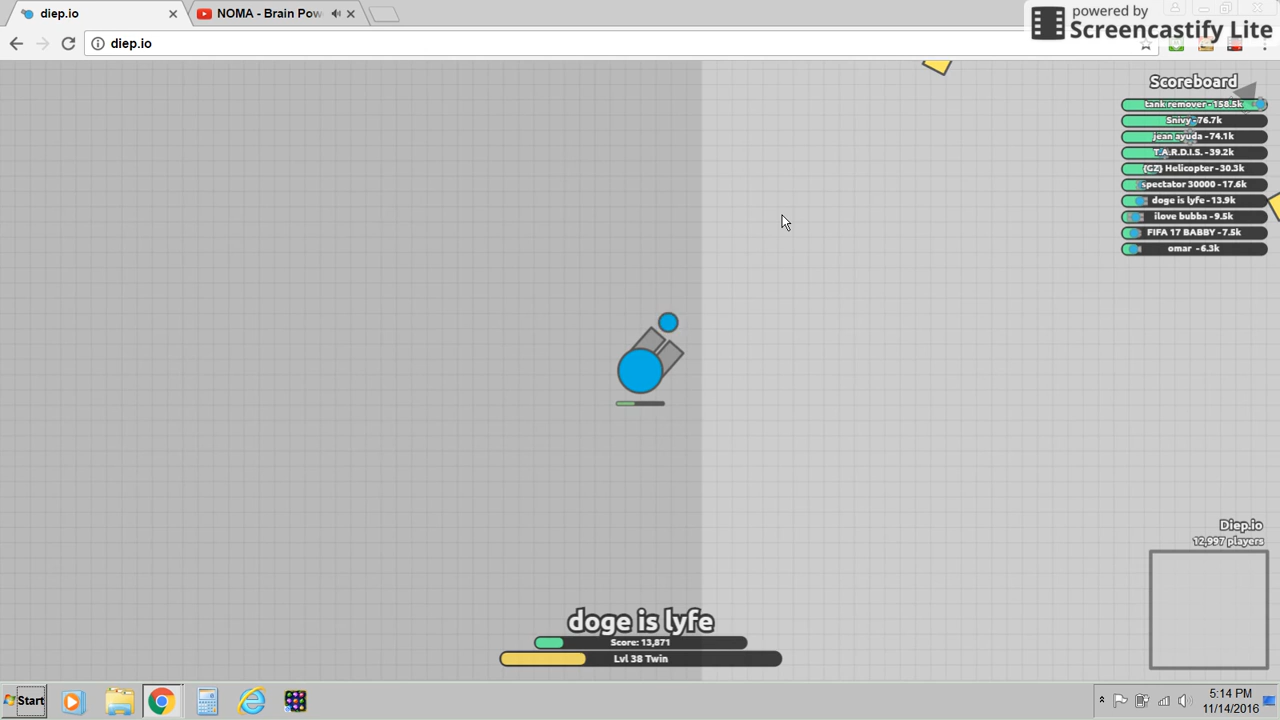 diep.io
NOMA - Brain Pow
powered by
Screencastify Lite
diep.io
Scoreboard
tank remover - 158.5k
Snivy - 76.7k
jean ayuda - 74.1k
T.A.R.D.I.S. - 39.2k
(GZ) Helicopter - 30.3k
spectator 30000 - 17.6k
doge is lyfe - 13.9k
ilove bubba - 9.5k
FIFA 17 BABBY - 7.5k
omar - 6.3k
Diep.io
12,997 players
doge is lyfe
Score: 13,871
Lvl 38 Twin
Start
5:14 PM
11/14/2016